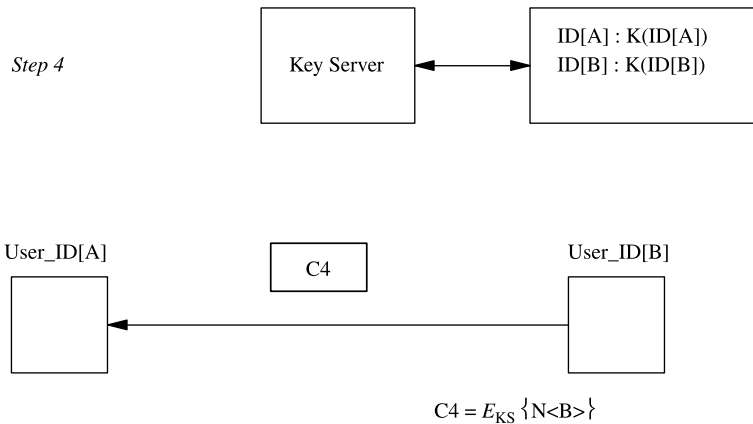 Step 4
Key Server
ID[A] : K(ID[A])
ID[B] : K(ID[B])
User_ID[A]
C4
User_ID[B]
C4 = E_KS {N<B>}